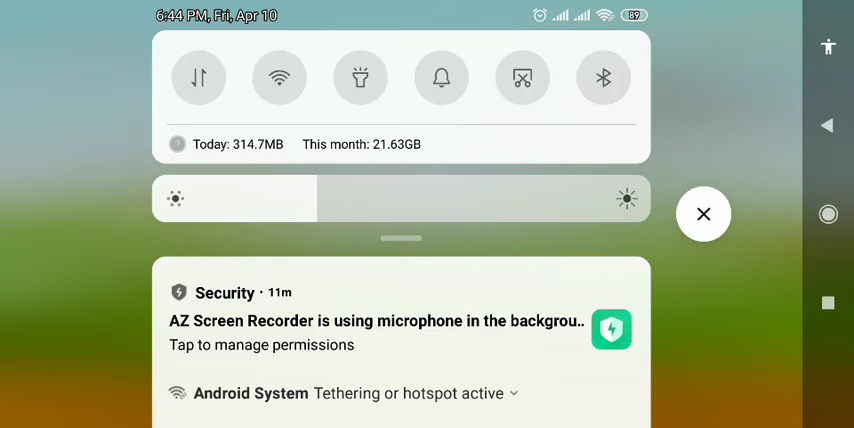 6:44 PM, Fri, Apr 10
89
Today: 314.7MB This month: 21.63GB
Security · 11m
AZ Screen Recorder is using microphone in the backgrou..
Tap to manage permissions
Android System Tethering or hotspot active